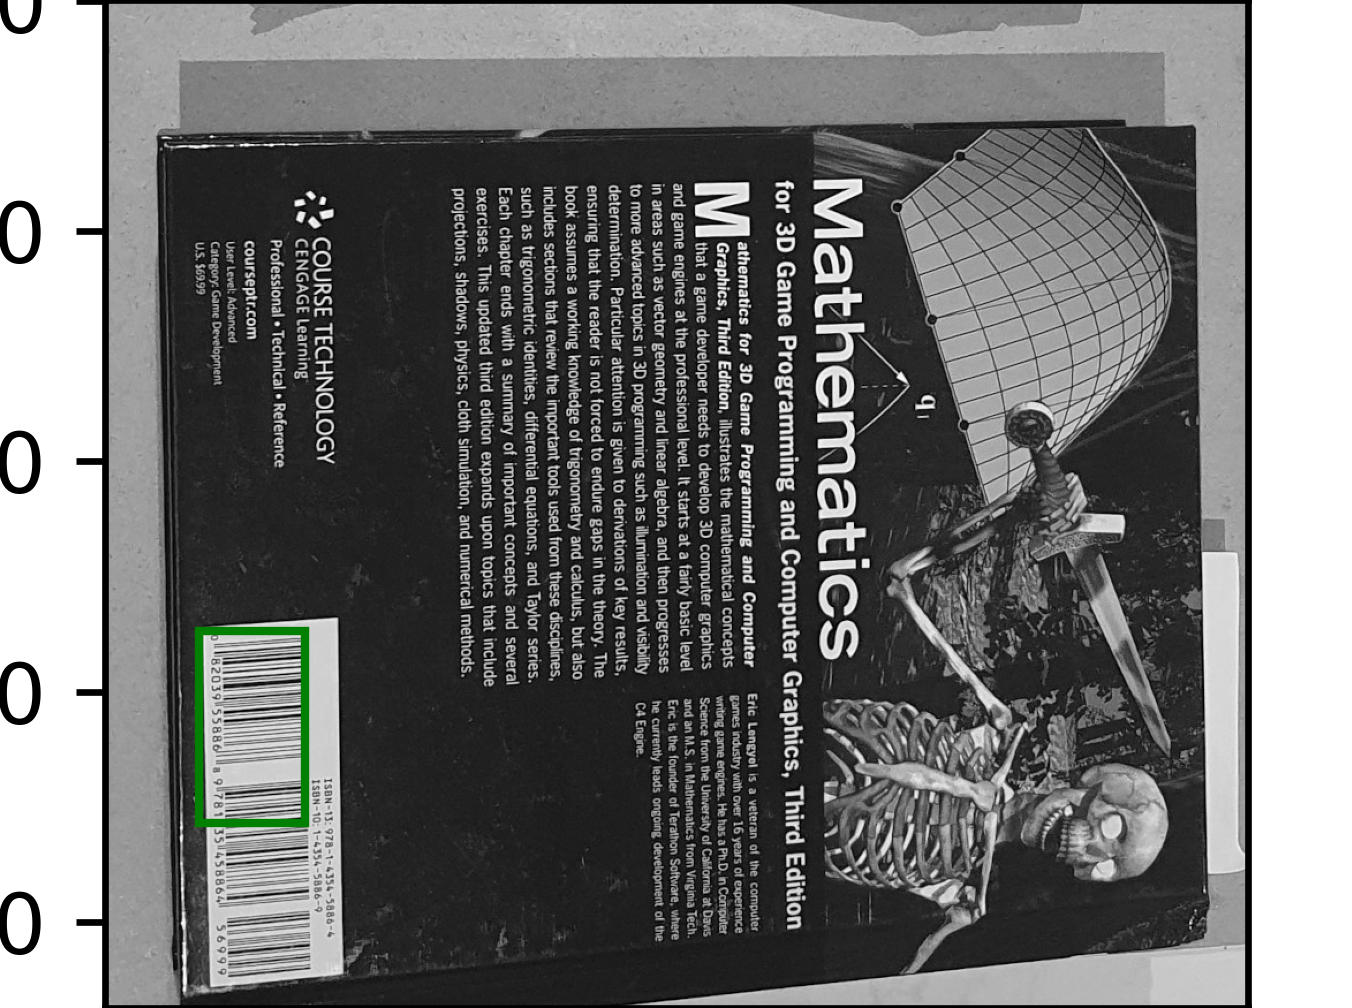 0
0
0
0
0
Mathematics
for 3D Game Programming and Computer Graphics, Third Edition
q1
Mathematics for 3D Game Programming and Computer
Graphics, Third Edition, illustrates the mathematical concepts
that a game developer needs to develop 3D computer graphics
and game engines at the professional level. It starts at a fairly basic level
in areas such as vector geometry and linear algebra, and then progresses
to more advanced topics in 3D programming such as illumination and visibility
determination. Particular attention is given to derivations of key results,
ensuring that the reader is not forced to endure gaps in the theory. The
book assumes a working knowledge of trigonometry and calculus, but also
includes sections that review the important tools used from these disciplines,
such as trigonometric identities, differential equations, and Taylor series.
Each chapter ends with a summary of important concepts and several
exercises. This updated third edition expands upon topics that include
projections, shadows, physics, cloth simulation, and numerical methods.
Eric Lengyel is a veteran of the computer
games industry with over 16 years of experience
writing game engines. He has a Ph.D. in Computer
Science from the University of California at Davis
and an M.S. in Mathematics from Virginia Tech.
Eric is the founder of Terathon Software, where
he currently leads ongoing development of the
C4 Engine.
COURSE TECHNOLOGY
CENGAGE Learning
Professional • Technical • Reference
courseptr.com
User Level: Advanced
Category: Game Development
U.S. $69.99
ISBN-13: 978-1-4354-5886-4
ISBN-10: 1-4354-5886-9
0 82039 55886 8
9 781435 458864
56999